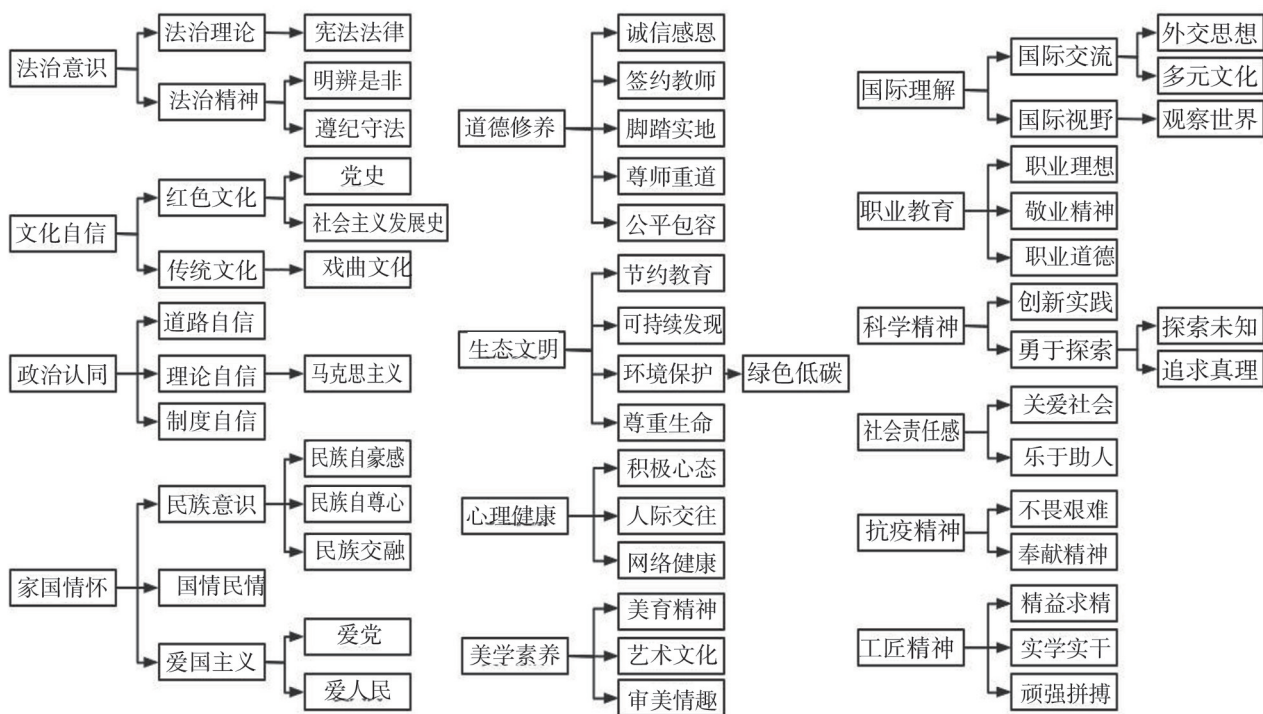 法治意识
法治理论
宪法法律
法治精神
明辨是非
遵纪守法
文化自信
红色文化
党史
社会主义发展史
传统文化
戏曲文化
政治认同
道路自信
理论自信
马克思主义
制度自信
家国情怀
民族意识
民族自豪感
民族自尊心
民族交融
国情民情
爱国主义
爱党
爱人民
道德修养
诚信感恩
签约教师
脚踏实地
尊师重道
公平包容
生态文明
节约教育
可持续发现
环境保护
绿色低碳
尊重生命
心理健康
积极心态
人际交往
网络健康
美学素养
美育精神
艺术文化
审美情趣
国际理解
国际交流
外交思想
多元文化
国际视野
观察世界
职业教育
职业理想
敬业精神
职业道德
科学精神
创新实践
勇于探索
探索未知
追求真理
社会责任感
关爱社会
乐于助人
抗疫精神
不畏艰难
奉献精神
工匠精神
精益求精
实学实干
顽强拼搏